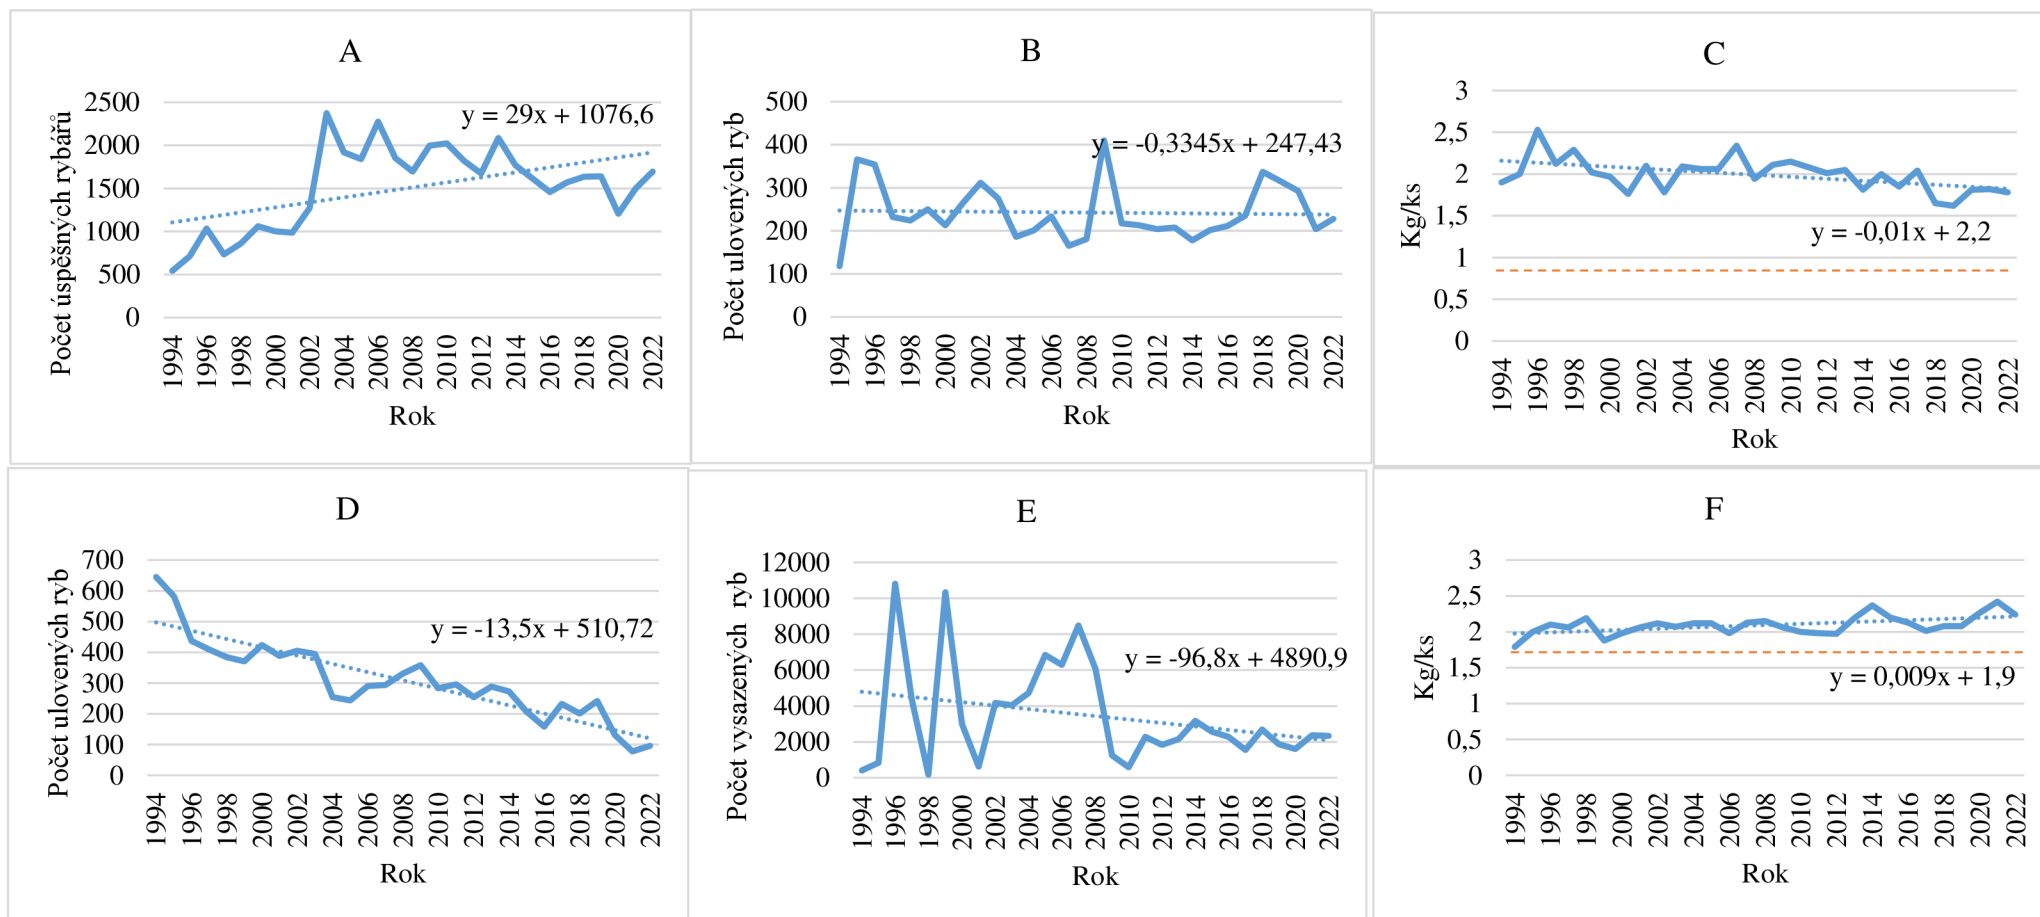 A
Počet úspěšných rybářů
2500
2000
1500
1000
500
0
y = 29x + 1076,6
1994 1996 1998 2000 2002 2004 2006 2008 2010 2012 2014 2016 2018 2020 2022
Rok
B
Počet ulovených ryb
500
400
300
200
100
0
y = -0,3345x + 247,43
1994 1996 1998 2000 2002 2004 2006 2008 2010 2012 2014 2016 2018 2020 2022
Rok
C
Kg/ks
3
2,5
2
1,5
1
0,5
0
y = -0,01x + 2,2
1994 1996 1998 2000 2002 2004 2006 2008 2010 2012 2014 2016 2018 2020 2022
Rok
D
Počet ulovených ryb
700
600
500
400
300
200
100
0
y = -13,5x + 510,72
1994 1996 1998 2000 2002 2004 2006 2008 2010 2012 2014 2016 2018 2020 2022
Rok
E
Počet vysazených ryb
12000
10000
8000
6000
4000
2000
0
y = -96,8x + 4890,9
1994 1996 1998 2000 2002 2004 2006 2008 2010 2012 2014 2016 2018 2020 2022
Rok
F
Kg/ks
3
2,5
2
1,5
1
0,5
0
y = 0,009x + 1,9
1994 1996 1998 2000 2002 2004 2006 2008 2010 2012 2014 2016 2018 2020 2022
Rok